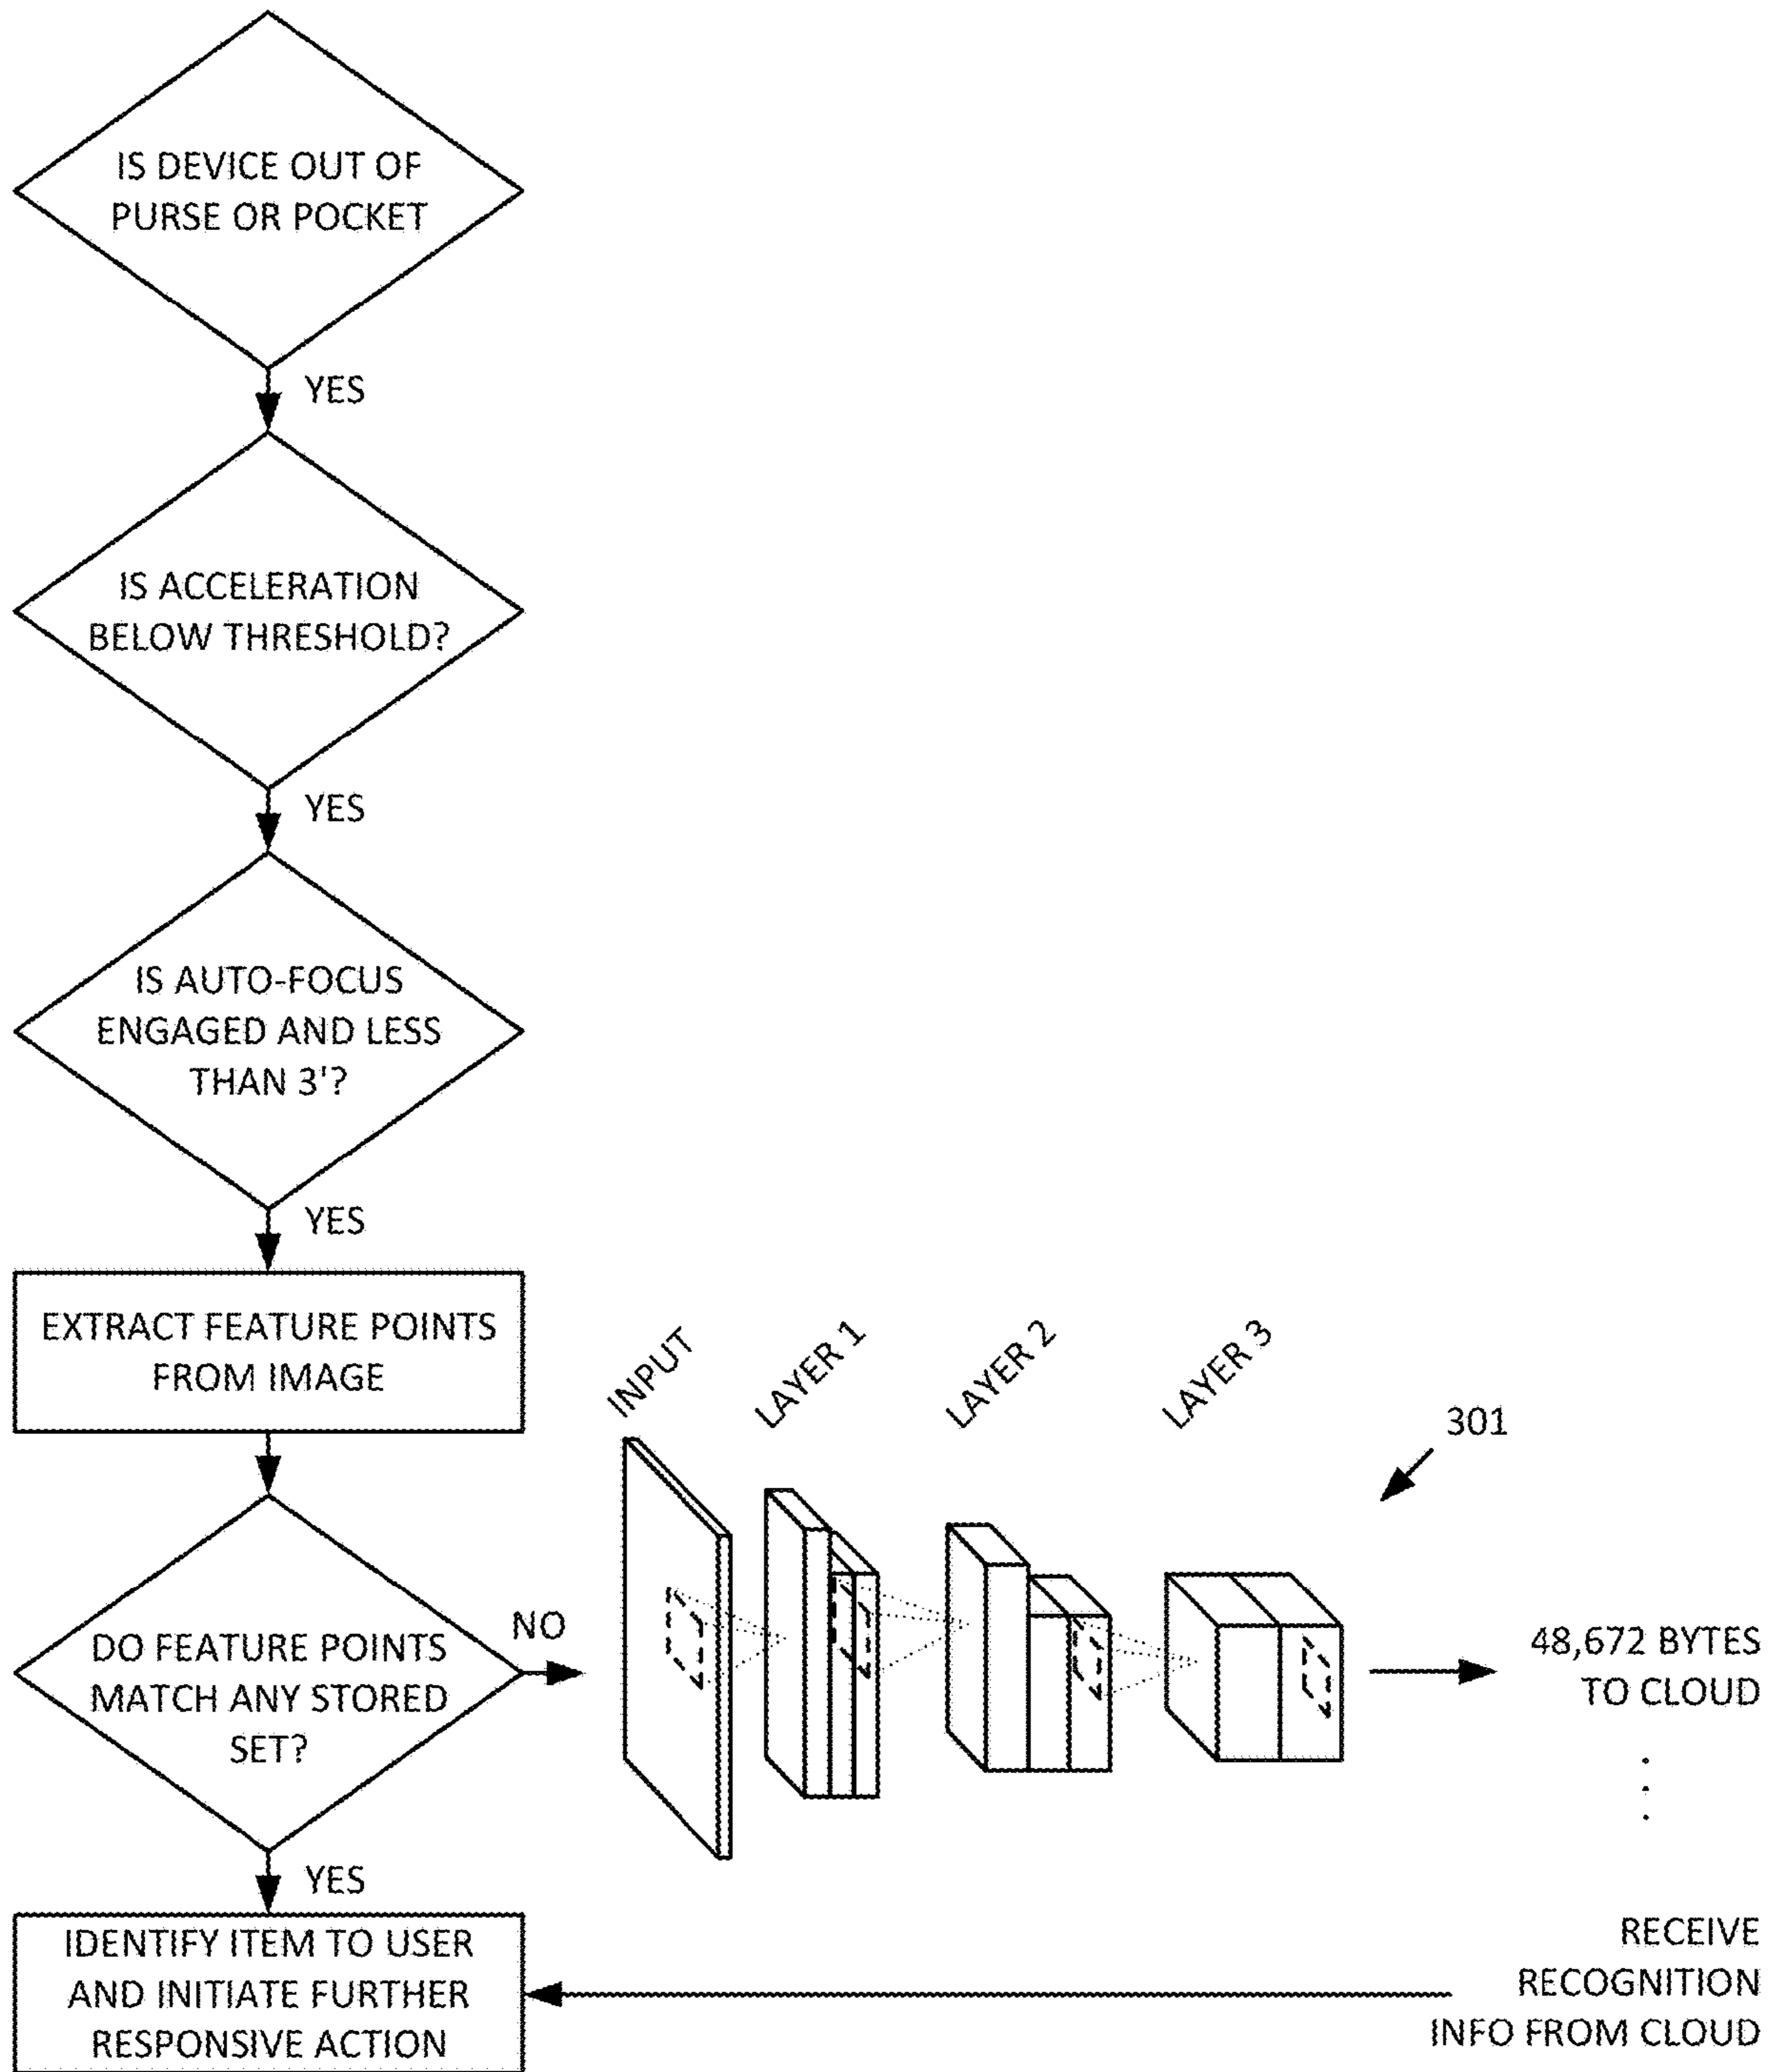 IS DEVICE OUT OF
PURSE OR POCKET
YES
IS ACCELERATION
BELOW THRESHOLD?
YES
IS AUTO-FOCUS
ENGAGED AND LESS
THAN 3'?
YES
EXTRACT FEATURE POINTS
FROM IMAGE
INPUT
LAYER 1
LAYER 2
LAYER 3
301
DO FEATURE POINTS
MATCH ANY STORED
SET?
NO
48,672 BYTES
TO CLOUD
YES
IDENTIFY ITEM TO USER
AND INITIATE FURTHER
RESPONSIVE ACTION
RECEIVE
RECOGNITION
INFO FROM CLOUD